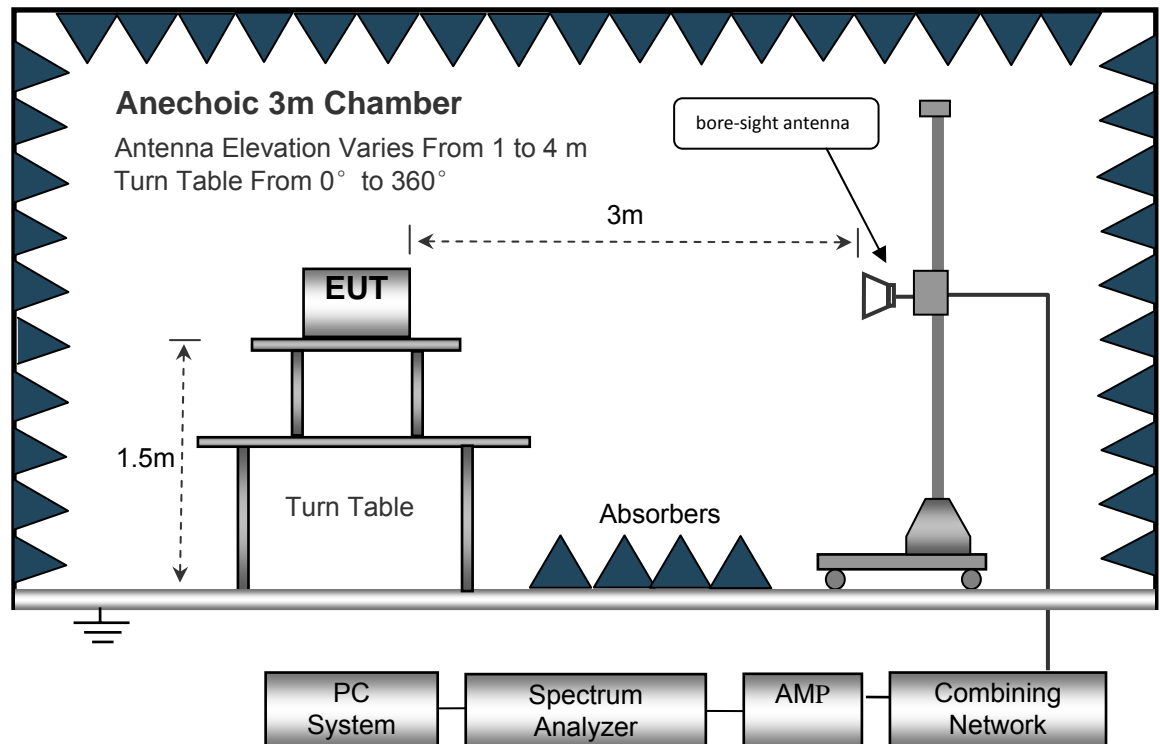 Anechoic 3m Chamber
Antenna Elevation Varies From 1 to 4 m
Turn Table From 0° to 360°
bore-sight antenna
3m
EUT
1.5m
Turn Table
Absorbers
PC
System
Spectrum
Analyzer
AMP
Combining
Network